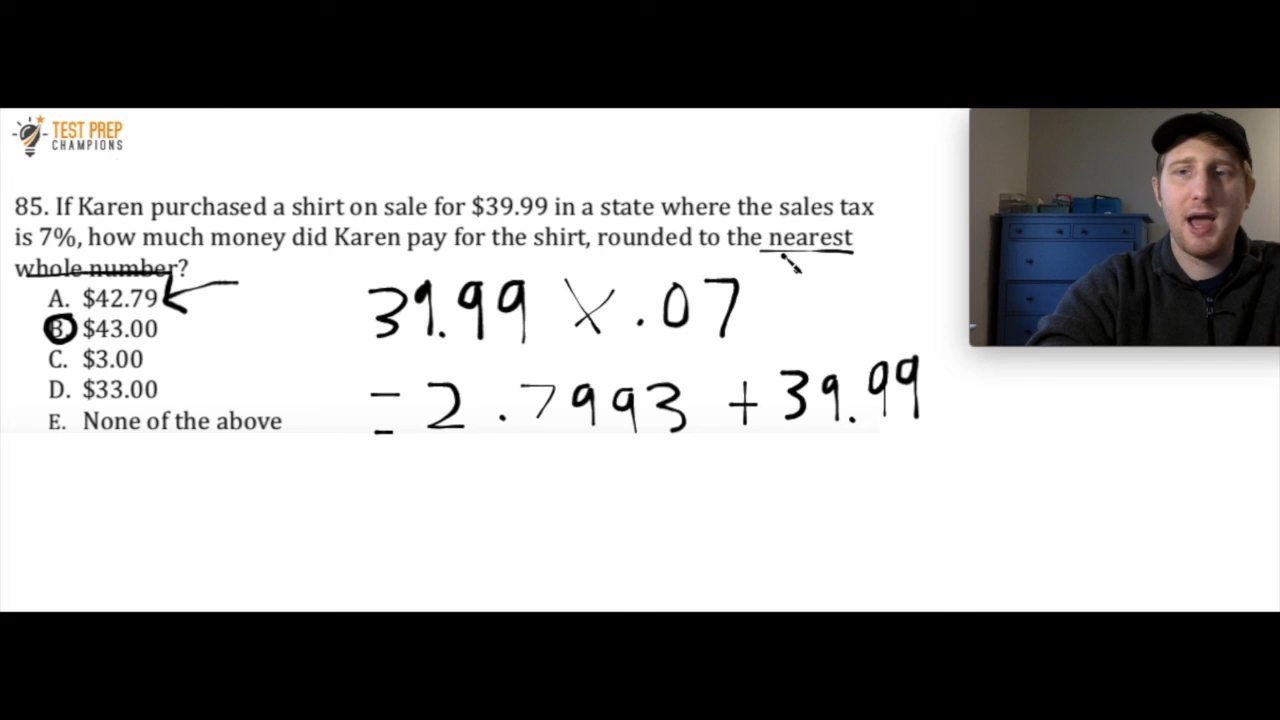 TEST PREP
CHAMPIONS
85. If Karen purchased a shirt on sale for $39.99 in a state where the sales tax
is 7%, how much money did Karen pay for the shirt, rounded to the nearest
whole number?
A. $42.79
B. $43.00
C. $3.00
D. $33.00
E. None of the above
39.99 x .07
= 2.7993 + 39.99